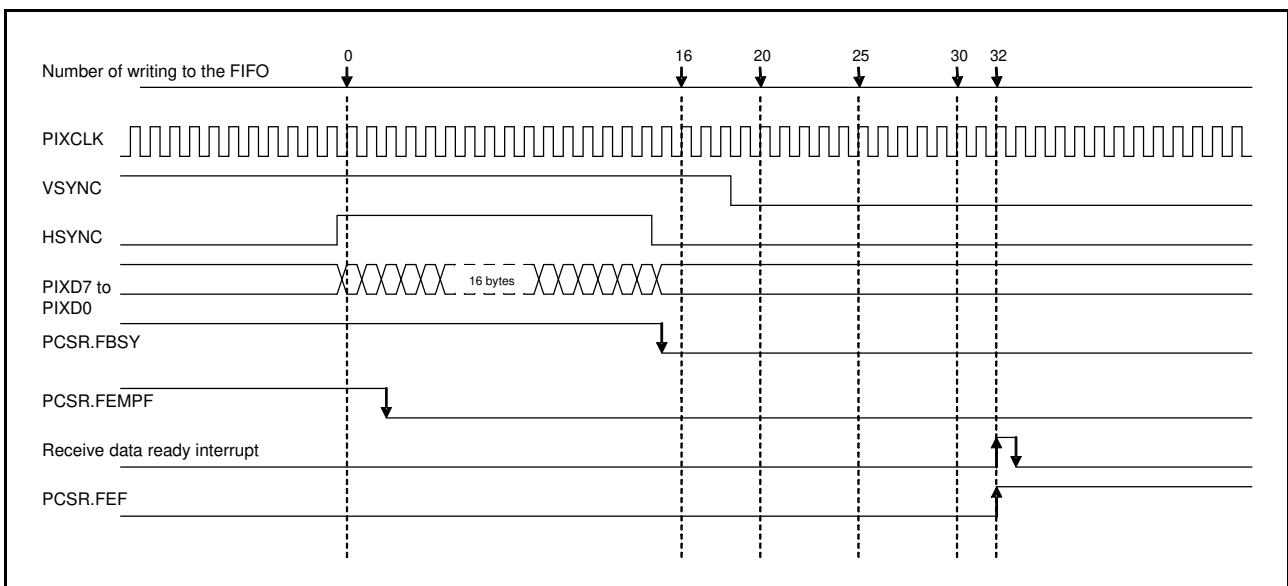 0 16 20 25 30 32
Number of writing to the FIFO
PIXCLK
VSYNC
HSYNC
PIXD7 to
PIXD0
16 bytes
PCSR.FBSY
PCSR.FEMPF
Receive data ready interrupt
PCSR.FEF